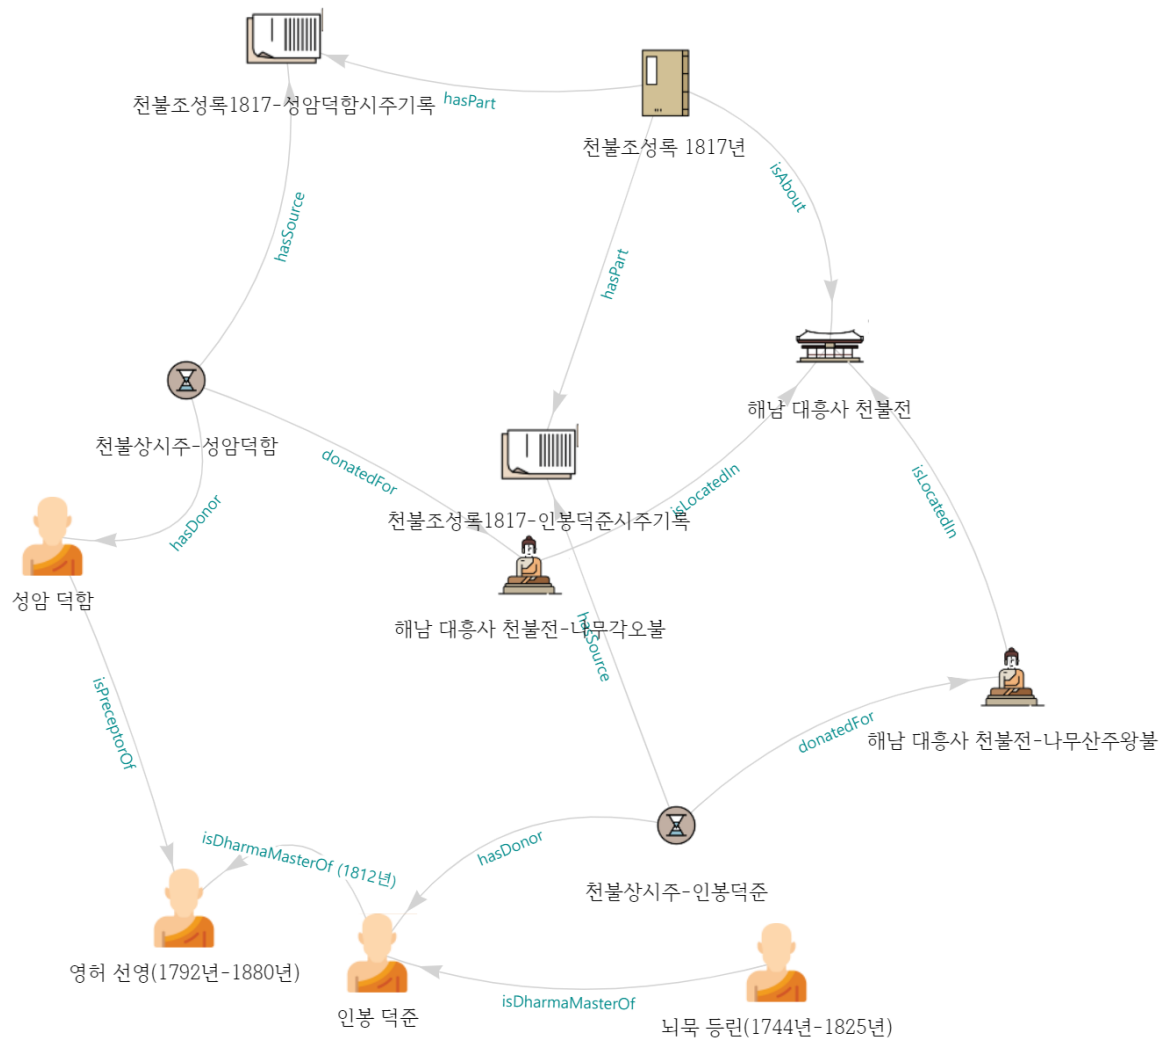 천불조성록1817-성암덕함시주기록
hasPart
천불조성록 1817년
isAbout
hasSource
hasPart
해남 대흥사 천불전
천불상시주-성암덕함
donatedFor
isLocatedIn
isLocatedIn
hasDonor
천불조성록1817-인봉덕준시주기록
성암 덕함
해남 대흥사 천불전-나무각오불
hasSource
isPreceptorOf
donatedFor
해남 대흥사 천불전-나무산주왕불
isDharmaMasterOf (1812년)
hasDonor
천불상시주-인봉덕준
영허 선영(1792년-1880년)
isDharmaMasterOf
인봉 덕준
뇌묵 등린(1744년-1825년)